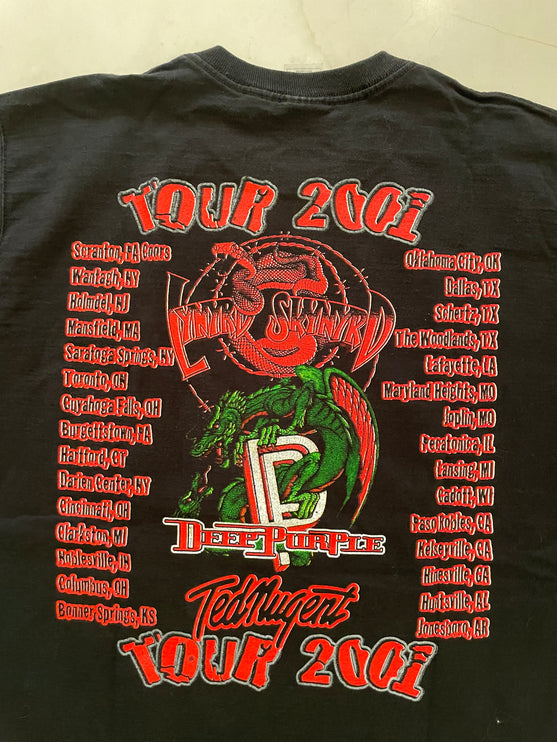 TOUR 2001
Scranton, PA Coors
Wantagh, NY
Holmdel, NJ
Mansfield, MA
Saratoga Springs, NY
Toronto, ON
Cuyahoga Falls, OH
Burgettstown, PA
Hartford, CT
Darien Center, NY
Cincinnati, OH
Clarkston, MI
Noblesville, IN
Columbus, OH
Bonner Springs, KS
LYNYRD SKYNYRD
DP
DEEP PURPLE
Ted Nugent
Oklahoma City, OK
Dallas, TX
Schertz, TX
The Woodlands, TX
Lafayette, LA
Maryland Heights, MO
Joplin, MO
Pecatonica, IL
Lansing, MI
Cadott, WI
Paso Robles, CA
Kelseyville, CA
Hinesville, GA
Huntsville, AL
Jonesboro, AR
TOUR 2001